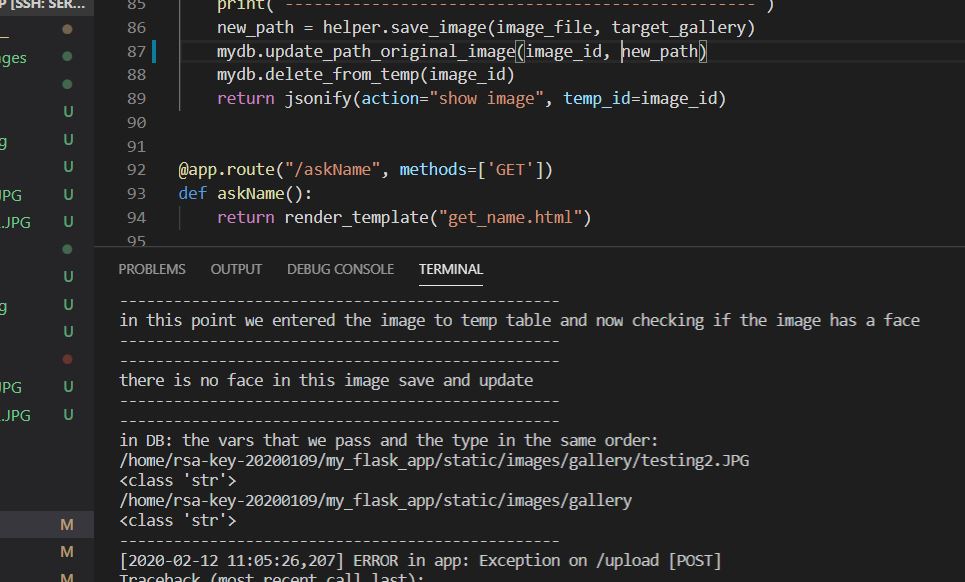 P [SSH: SER...
85 print("--------------------------------------------------")
86 new_path = helper.save_image(image_file, target_gallery)
ges
87 mydb.update_path_original_image(image_id, new_path)
88 mydb.delete_from_temp(image_id)
89 return jsonify(action="show image", temp_id=image_id)
U
90
g U
91
U
92 @app.route("/askName", methods=['GET'])
JPG U
93 def askName():
.JPG U
94 return render_template("get_name.html")
95
PROBLEMS OUTPUT DEBUG CONSOLE TERMINAL
U
------------------------------------------------
g U
in this point we entered the image to temp table and now checking if the image has a face
U
------------------------------------------------
------------------------------------------------
there is no face in this image save and update
JPG U
------------------------------------------------
.JPG U
------------------------------------------------
in DB: the vars that we pass and the type in the same order:
/home/rsa-key-20200109/my_flask_app/static/images/gallery/testing2.JPG
<class 'str'>
/home/rsa-key-20200109/my_flask_app/static/images/gallery
<class 'str'>
M
------------------------------------------------
M
[2020-02-12 11:05:26,207] ERROR in app: Exception on /upload [POST]
M
Traceback (most recent call last):